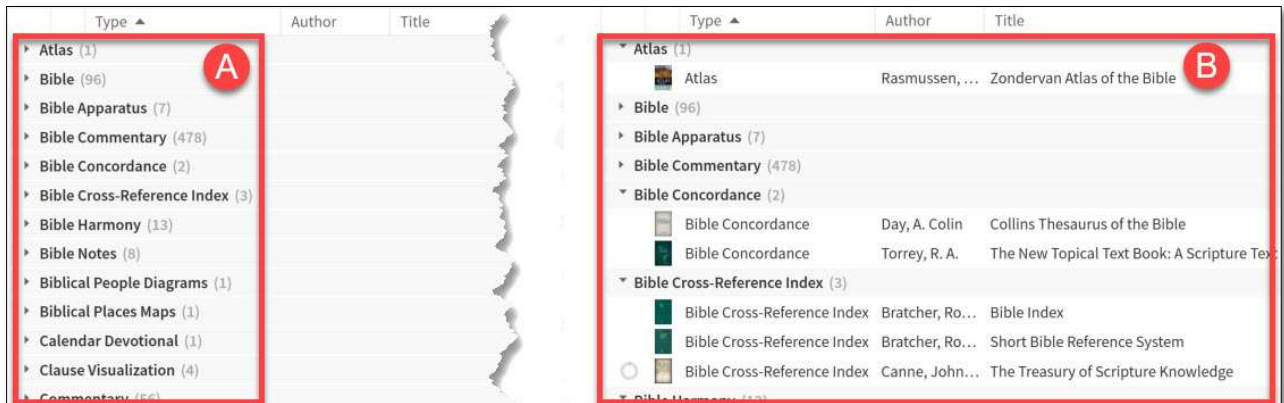 Type Author Title
Atlas (1)
A
Bible (96)
Bible Apparatus (7)
Bible Commentary (478)
Bible Concordance (2)
Bible Cross-Reference Index (3)
Bible Harmony (13)
Bible Notes (8)
Biblical People Diagrams (1)
Biblical Places Maps (1)
Calendar Devotional (1)
Clause Visualization (4)
Commentary (56)
Type Author Title
Atlas (1)
B
Atlas Rasmussen, … Zondervan Atlas of the Bible
Bible (96)
Bible Apparatus (7)
Bible Commentary (478)
Bible Concordance (2)
Bible Concordance Day, A. Colin Collins Thesaurus of the Bible
Bible Concordance Torrey, R. A. The New Topical Text Book: A Scripture Tex
Bible Cross-Reference Index (3)
Bible Cross-Reference Index Bratcher, Ro… Bible Index
Bible Cross-Reference Index Bratcher, Ro… Short Bible Reference System
Bible Cross-Reference Index Canne, John… The Treasury of Scripture Knowledge
Bible Harmony (13)